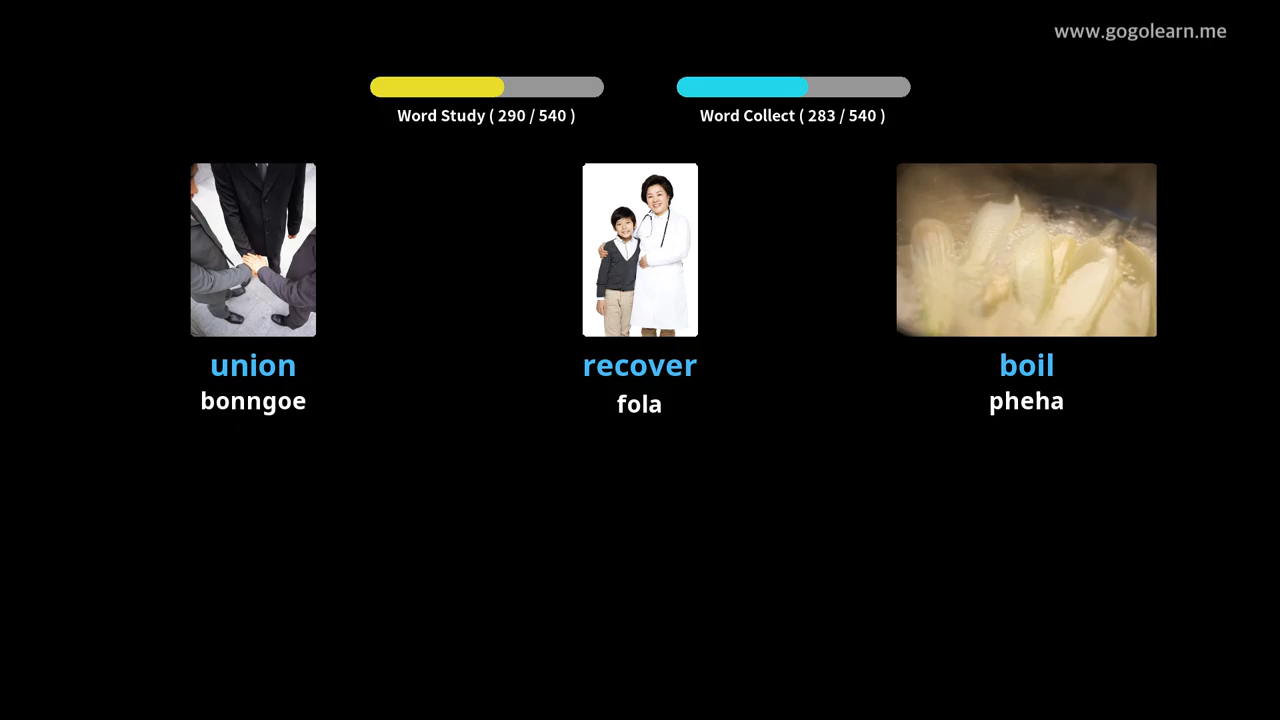 www.gogolearn.me
Word Study ( 290 / 540 )
Word Collect ( 283 / 540 )
union
bonngoe
recover
fola
boil
pheha